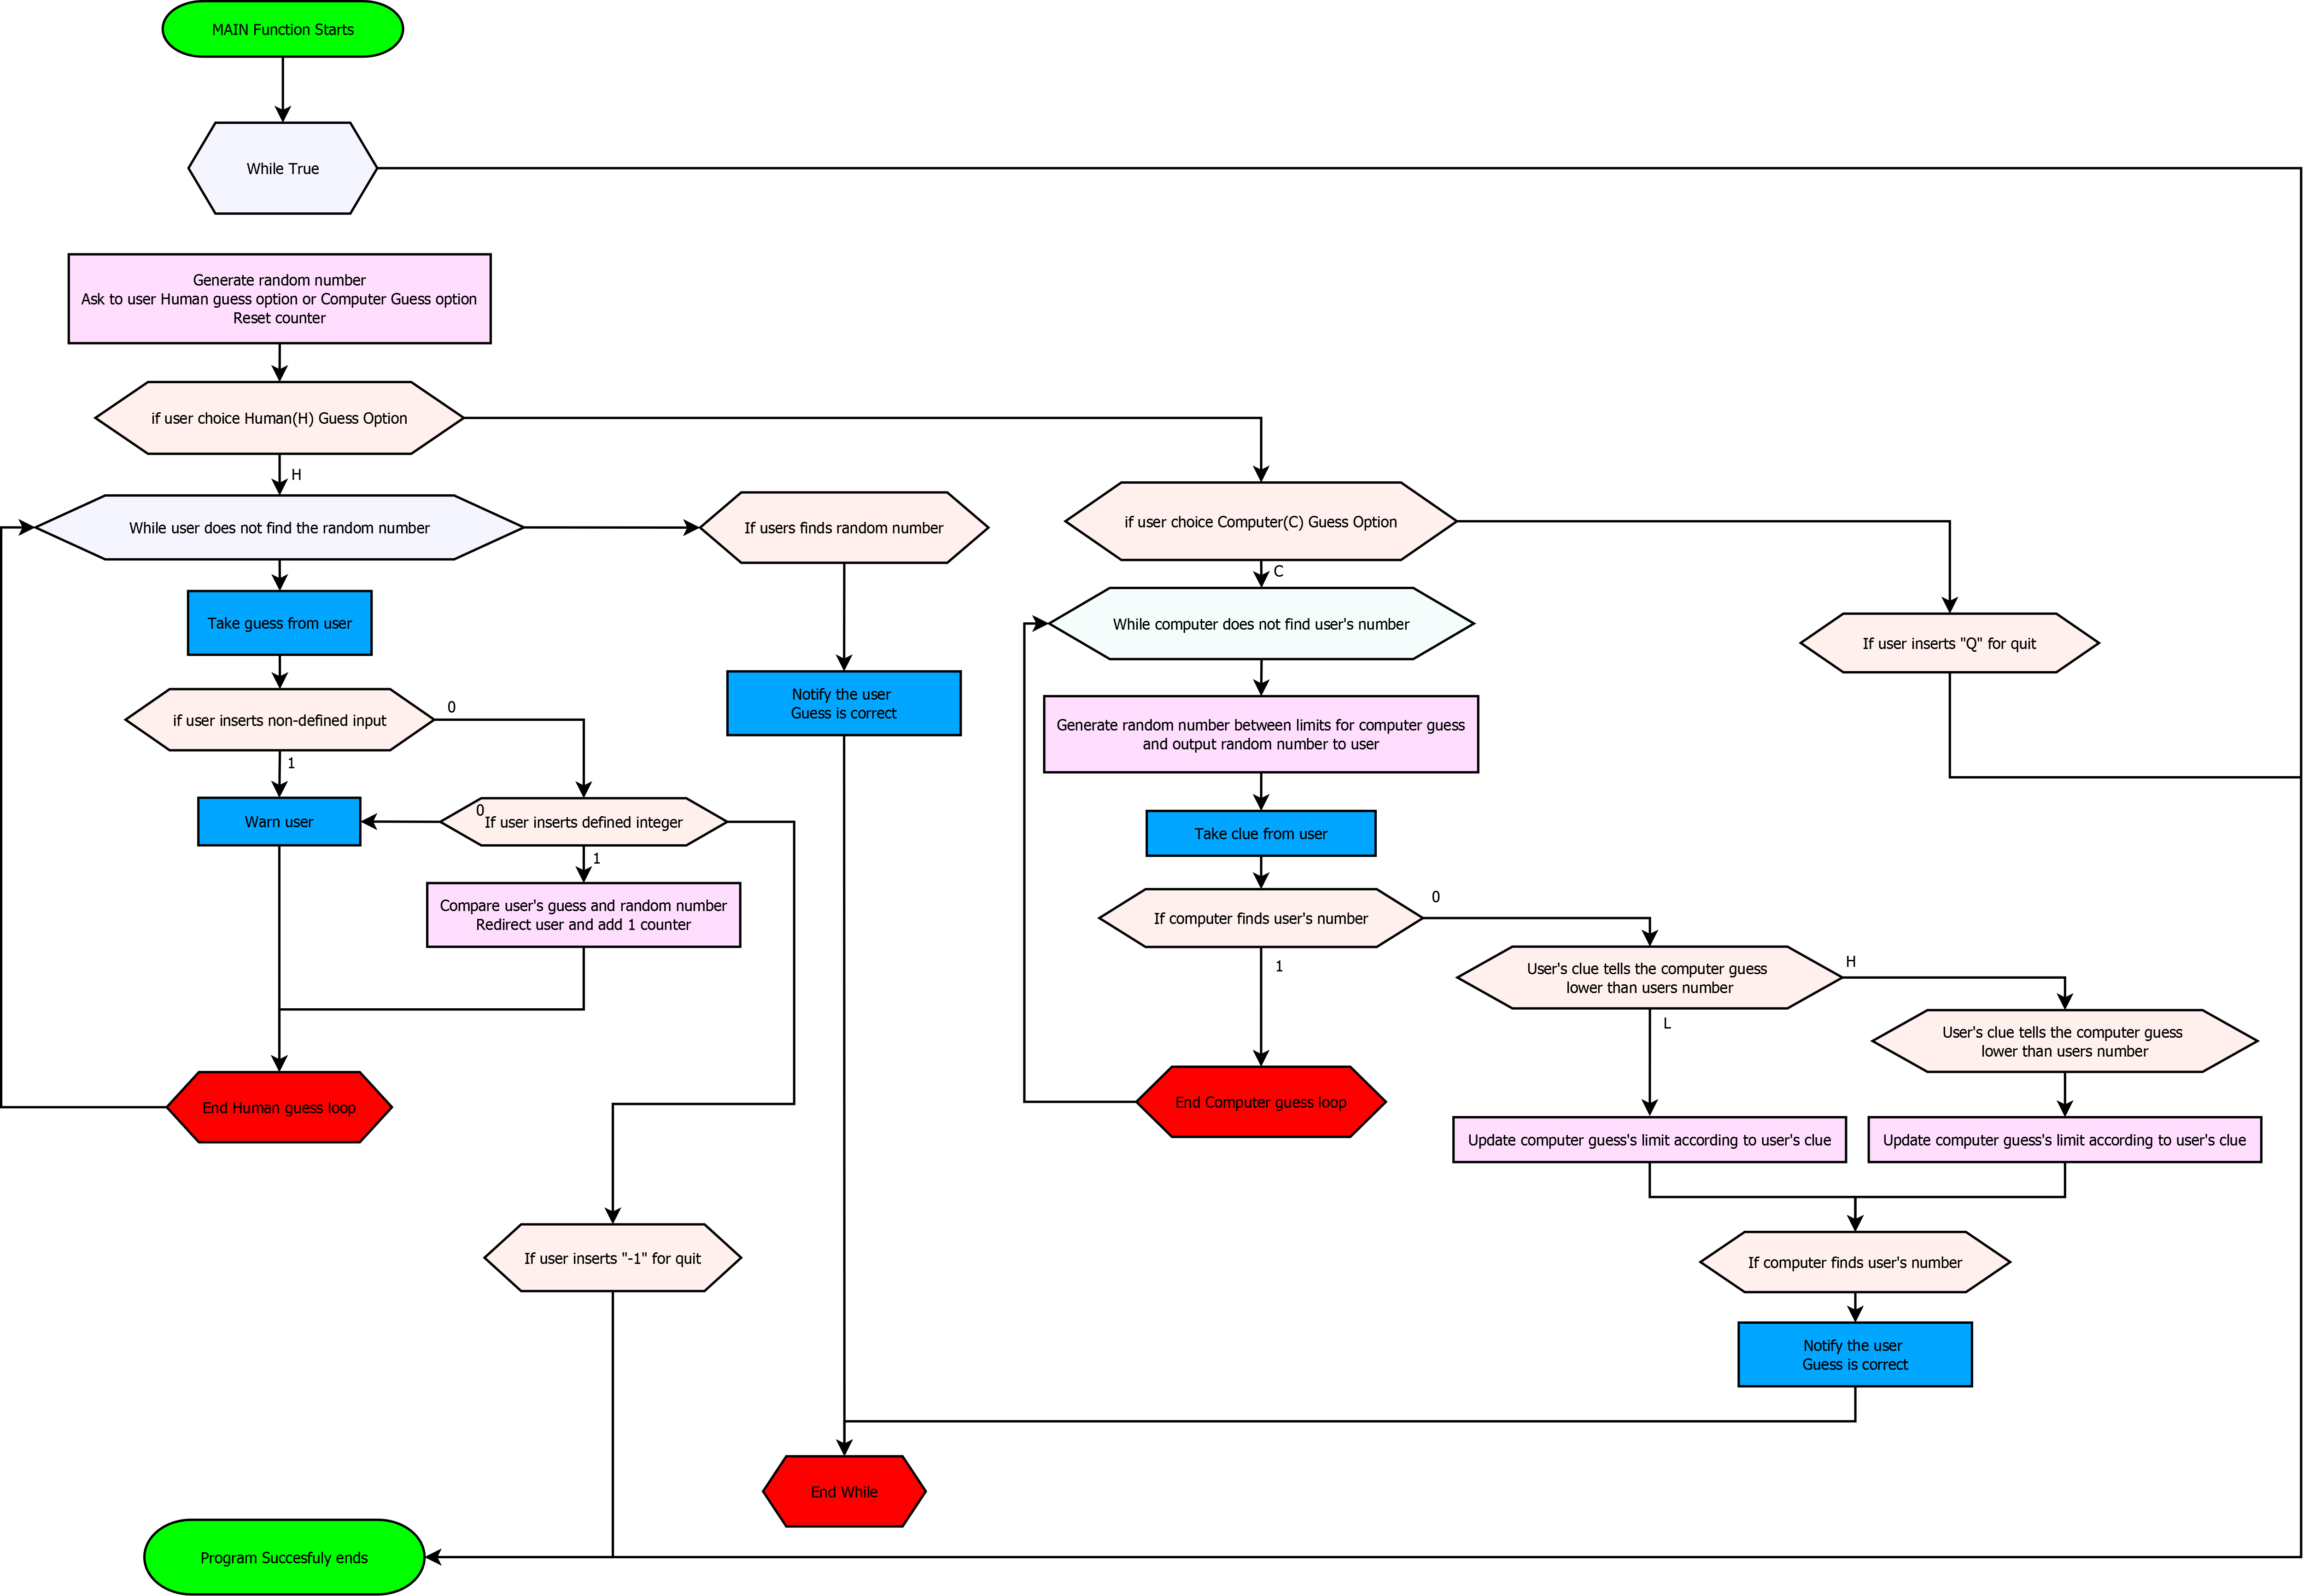 MAIN Function Starts
While True
Generate random number
Ask to user Human guess option or Computer Guess option
Reset counter
if user choice Human(H) Guess Option
H
While user does not find the random number
If users finds random number
if user choice Computer(C) Guess Option
C
Take guess from user
While computer does not find user's number
If user inserts "Q" for quit
if user inserts non-defined input
0
1
Notify the user
Guess is correct
Generate random number between limits for computer guess
and output random number to user
Warn user
0
If user inserts defined integer
1
Take clue from user
Compare user's guess and random number
Redirect user and add 1 counter
If computer finds user's number
0
1
User's clue tells the computer guess
lower than users number
H
L
User's clue tells the computer guess
lower than users number
End Human guess loop
End Computer guess loop
Update computer guess's limit according to user's clue
Update computer guess's limit according to user's clue
If user inserts "-1" for quit
If computer finds user's number
Notify the user
Guess is correct
End While
Program Succesfuly ends